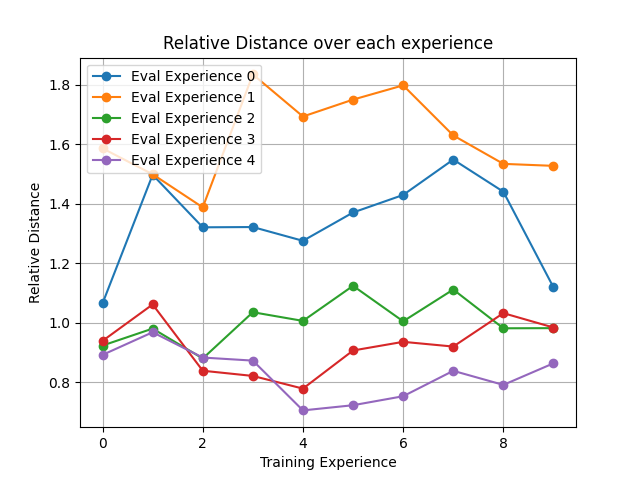 Relative Distance over each experience
Eval Experience 0
Eval Experience 1
Eval Experience 2
Eval Experience 3
Eval Experience 4
1.8
1.6
1.4
1.2
1.0
0.8
Relative Distance
0 2 4 6 8
Training Experience